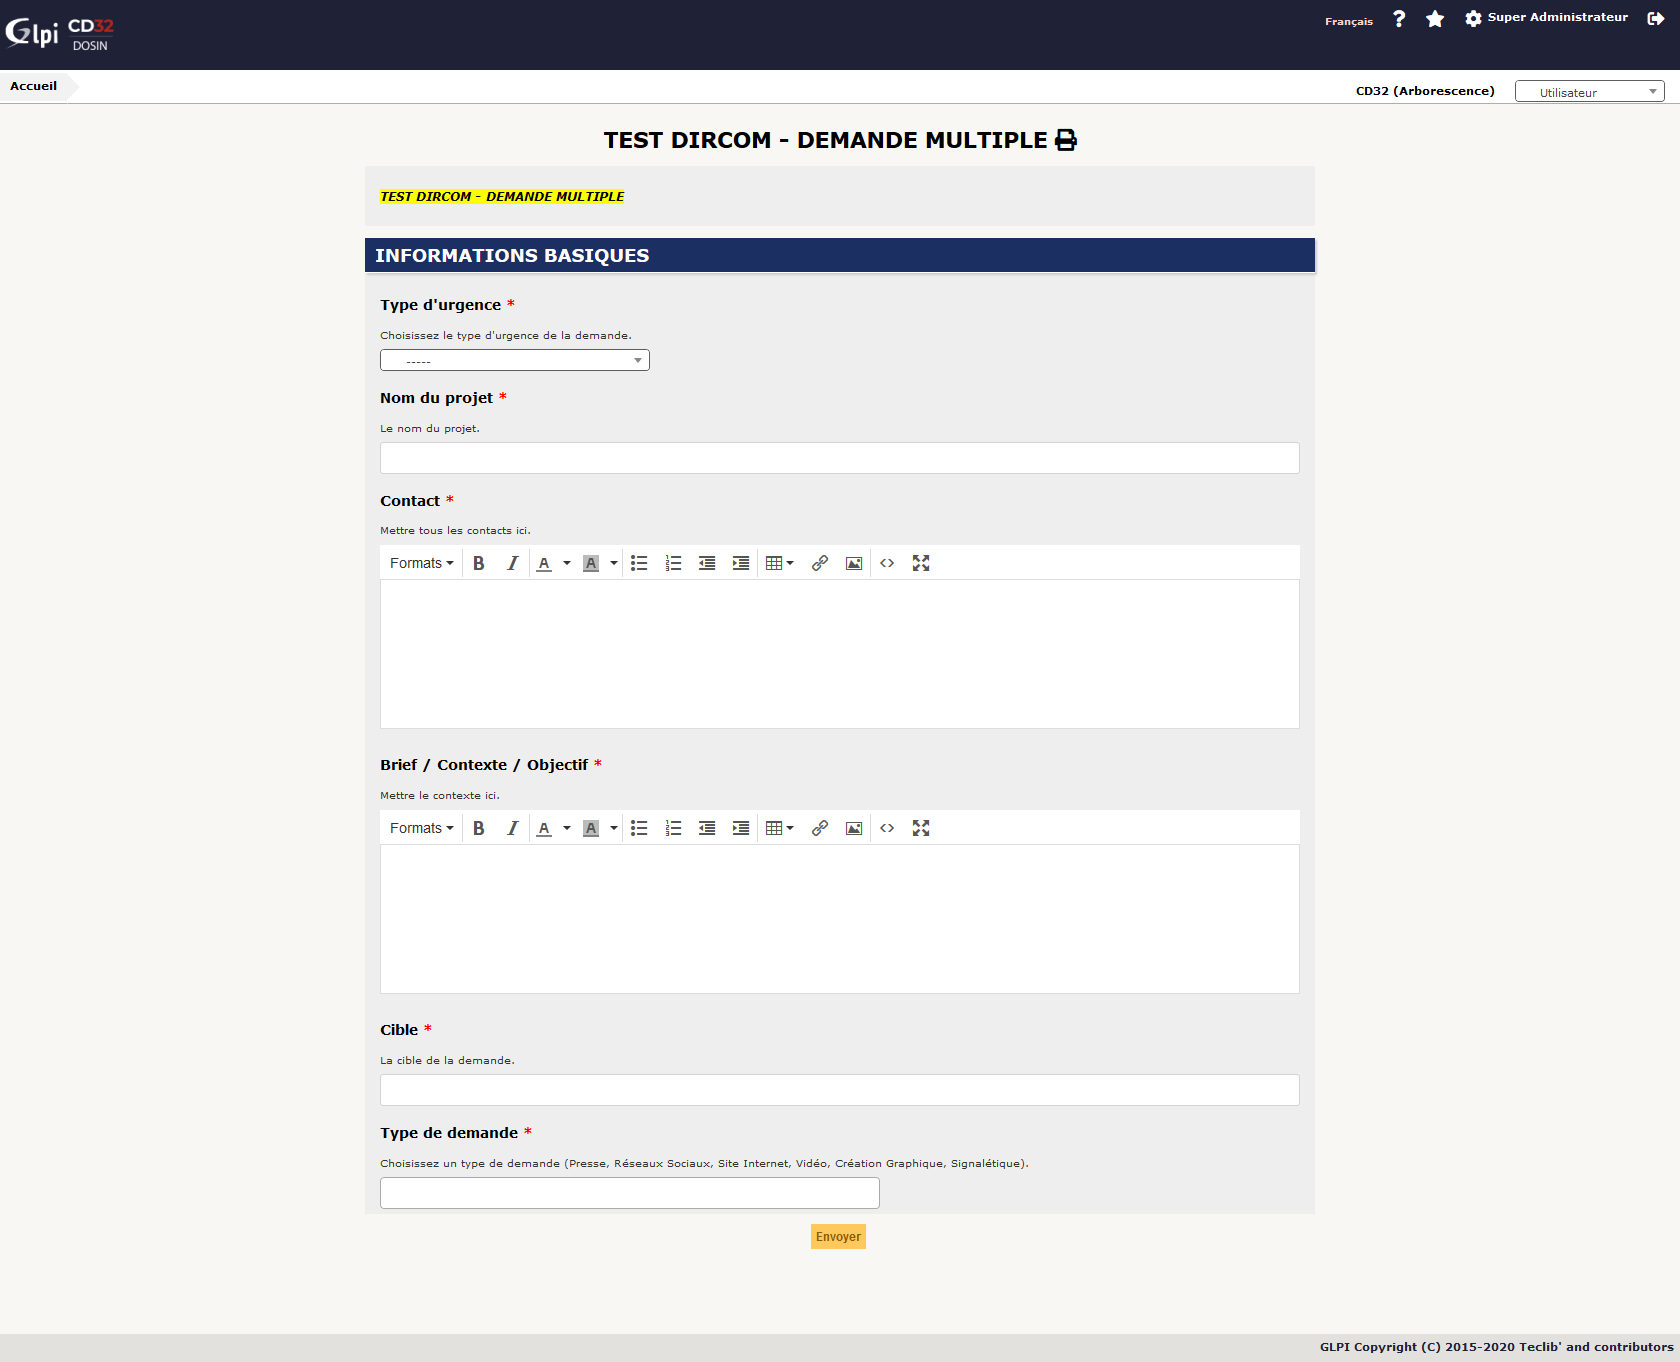 Glpi CD32
DOSIN
Français
Super Administrateur
Accueil
CD32 (Arborescence)
Utilisateur
TEST DIRCOM - DEMANDE MULTIPLE
TEST DIRCOM - DEMANDE MULTIPLE
INFORMATIONS BASIQUES
Type d'urgence *
Choisissez le type d'urgence de la demande.
-----
Nom du projet *
Le nom du projet.
Contact *
Mettre tous les contacts ici.
Formats
Brief / Contexte / Objectif *
Mettre le contexte ici.
Formats
Cible *
La cible de la demande.
Type de demande *
Choisissez un type de demande (Presse, Réseaux Sociaux, Site Internet, Vidéo, Création Graphique, Signalétique).
Envoyer
GLPI Copyright (C) 2015-2020 Teclib' and contributors